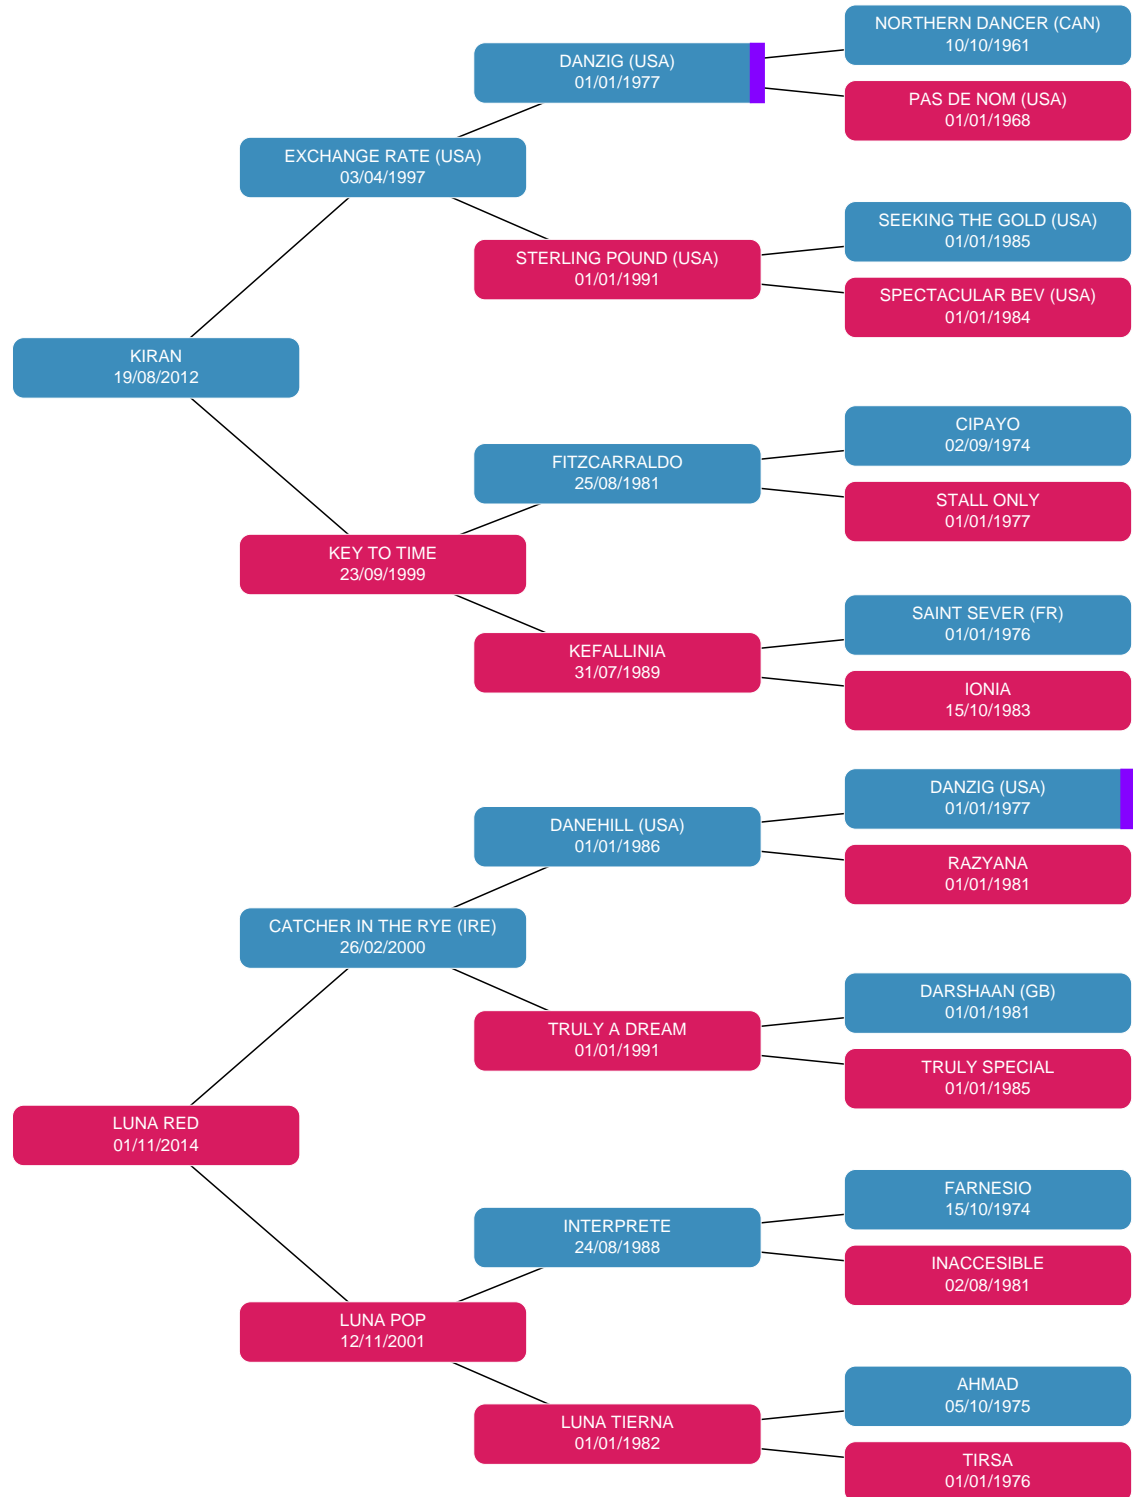 NORTHERN DANCER (CAN)
10/10/1961
DANZIG (USA)
01/01/1977
PAS DE NOM (USA)
01/01/1968
EXCHANGE RATE (USA)
03/04/1997
SEEKING THE GOLD (USA)
01/01/1985
STERLING POUND (USA)
01/01/1991
SPECTACULAR BEV (USA)
01/01/1984
KIRAN
19/08/2012
CIPAYO
02/09/1974
FITZCARRALDO
25/08/1981
STALL ONLY
01/01/1977
KEY TO TIME
23/09/1999
SAINT SEVER (FR)
01/01/1976
KEFALLINIA
31/07/1989
IONIA
15/10/1983
DANZIG (USA)
01/01/1977
DANEHILL (USA)
01/01/1986
RAZYANA
01/01/1981
CATCHER IN THE RYE (IRE)
26/02/2000
DARSHAAN (GB)
01/01/1981
TRULY A DREAM
01/01/1991
TRULY SPECIAL
01/01/1985
LUNA RED
01/11/2014
FARNESIO
15/10/1974
INTERPRETE
24/08/1988
INACCESIBLE
02/08/1981
LUNA POP
12/11/2001
AHMAD
05/10/1975
LUNA TIERNA
01/01/1982
TIRSA
01/01/1976